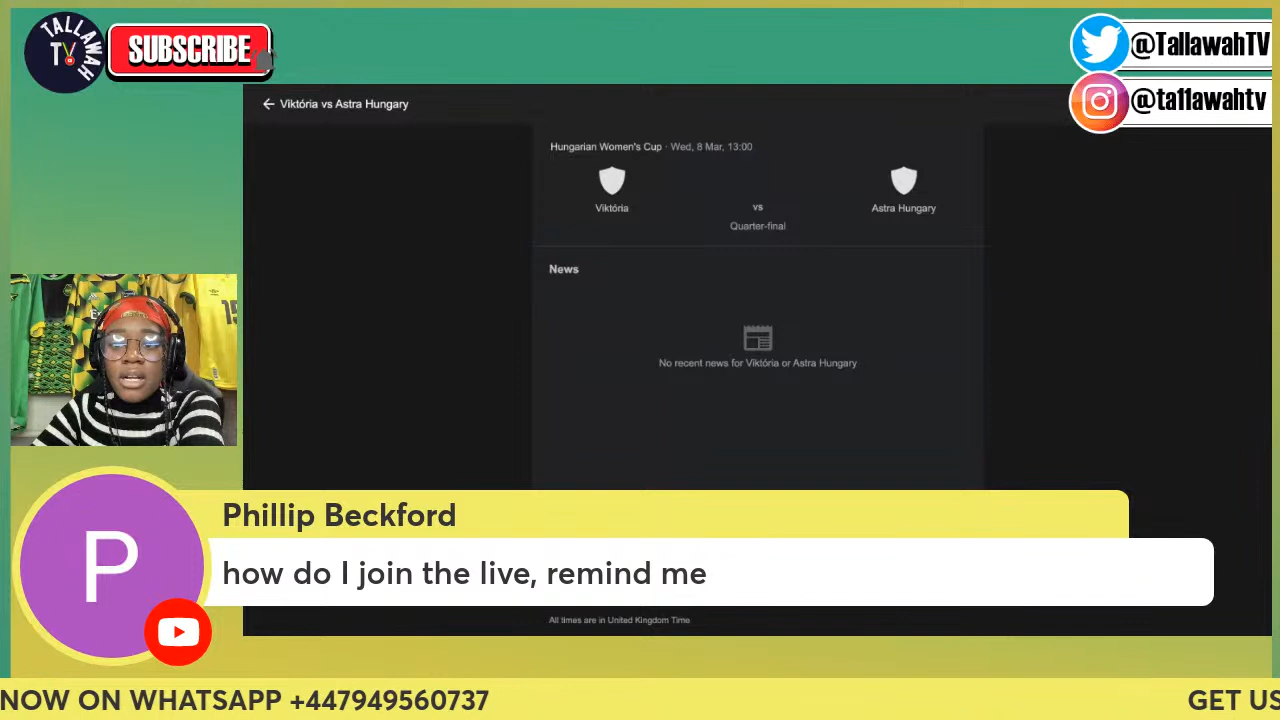 TALLAWAH
TV
SUBSCRIBE
@TallawahTV
@ta11awahtv
Viktória vs Astra Hungary
Hungarian Women's Cup · Wed, 8 Mar, 13:00
Viktória
vs
Astra Hungary
Quarter-final
News
No recent news for Viktória or Astra Hungary
15
P
Phillip Beckford
how do I join the live, remind me
All times are in United Kingdom Time
NOW ON WHATSAPP +447949560737
GET US